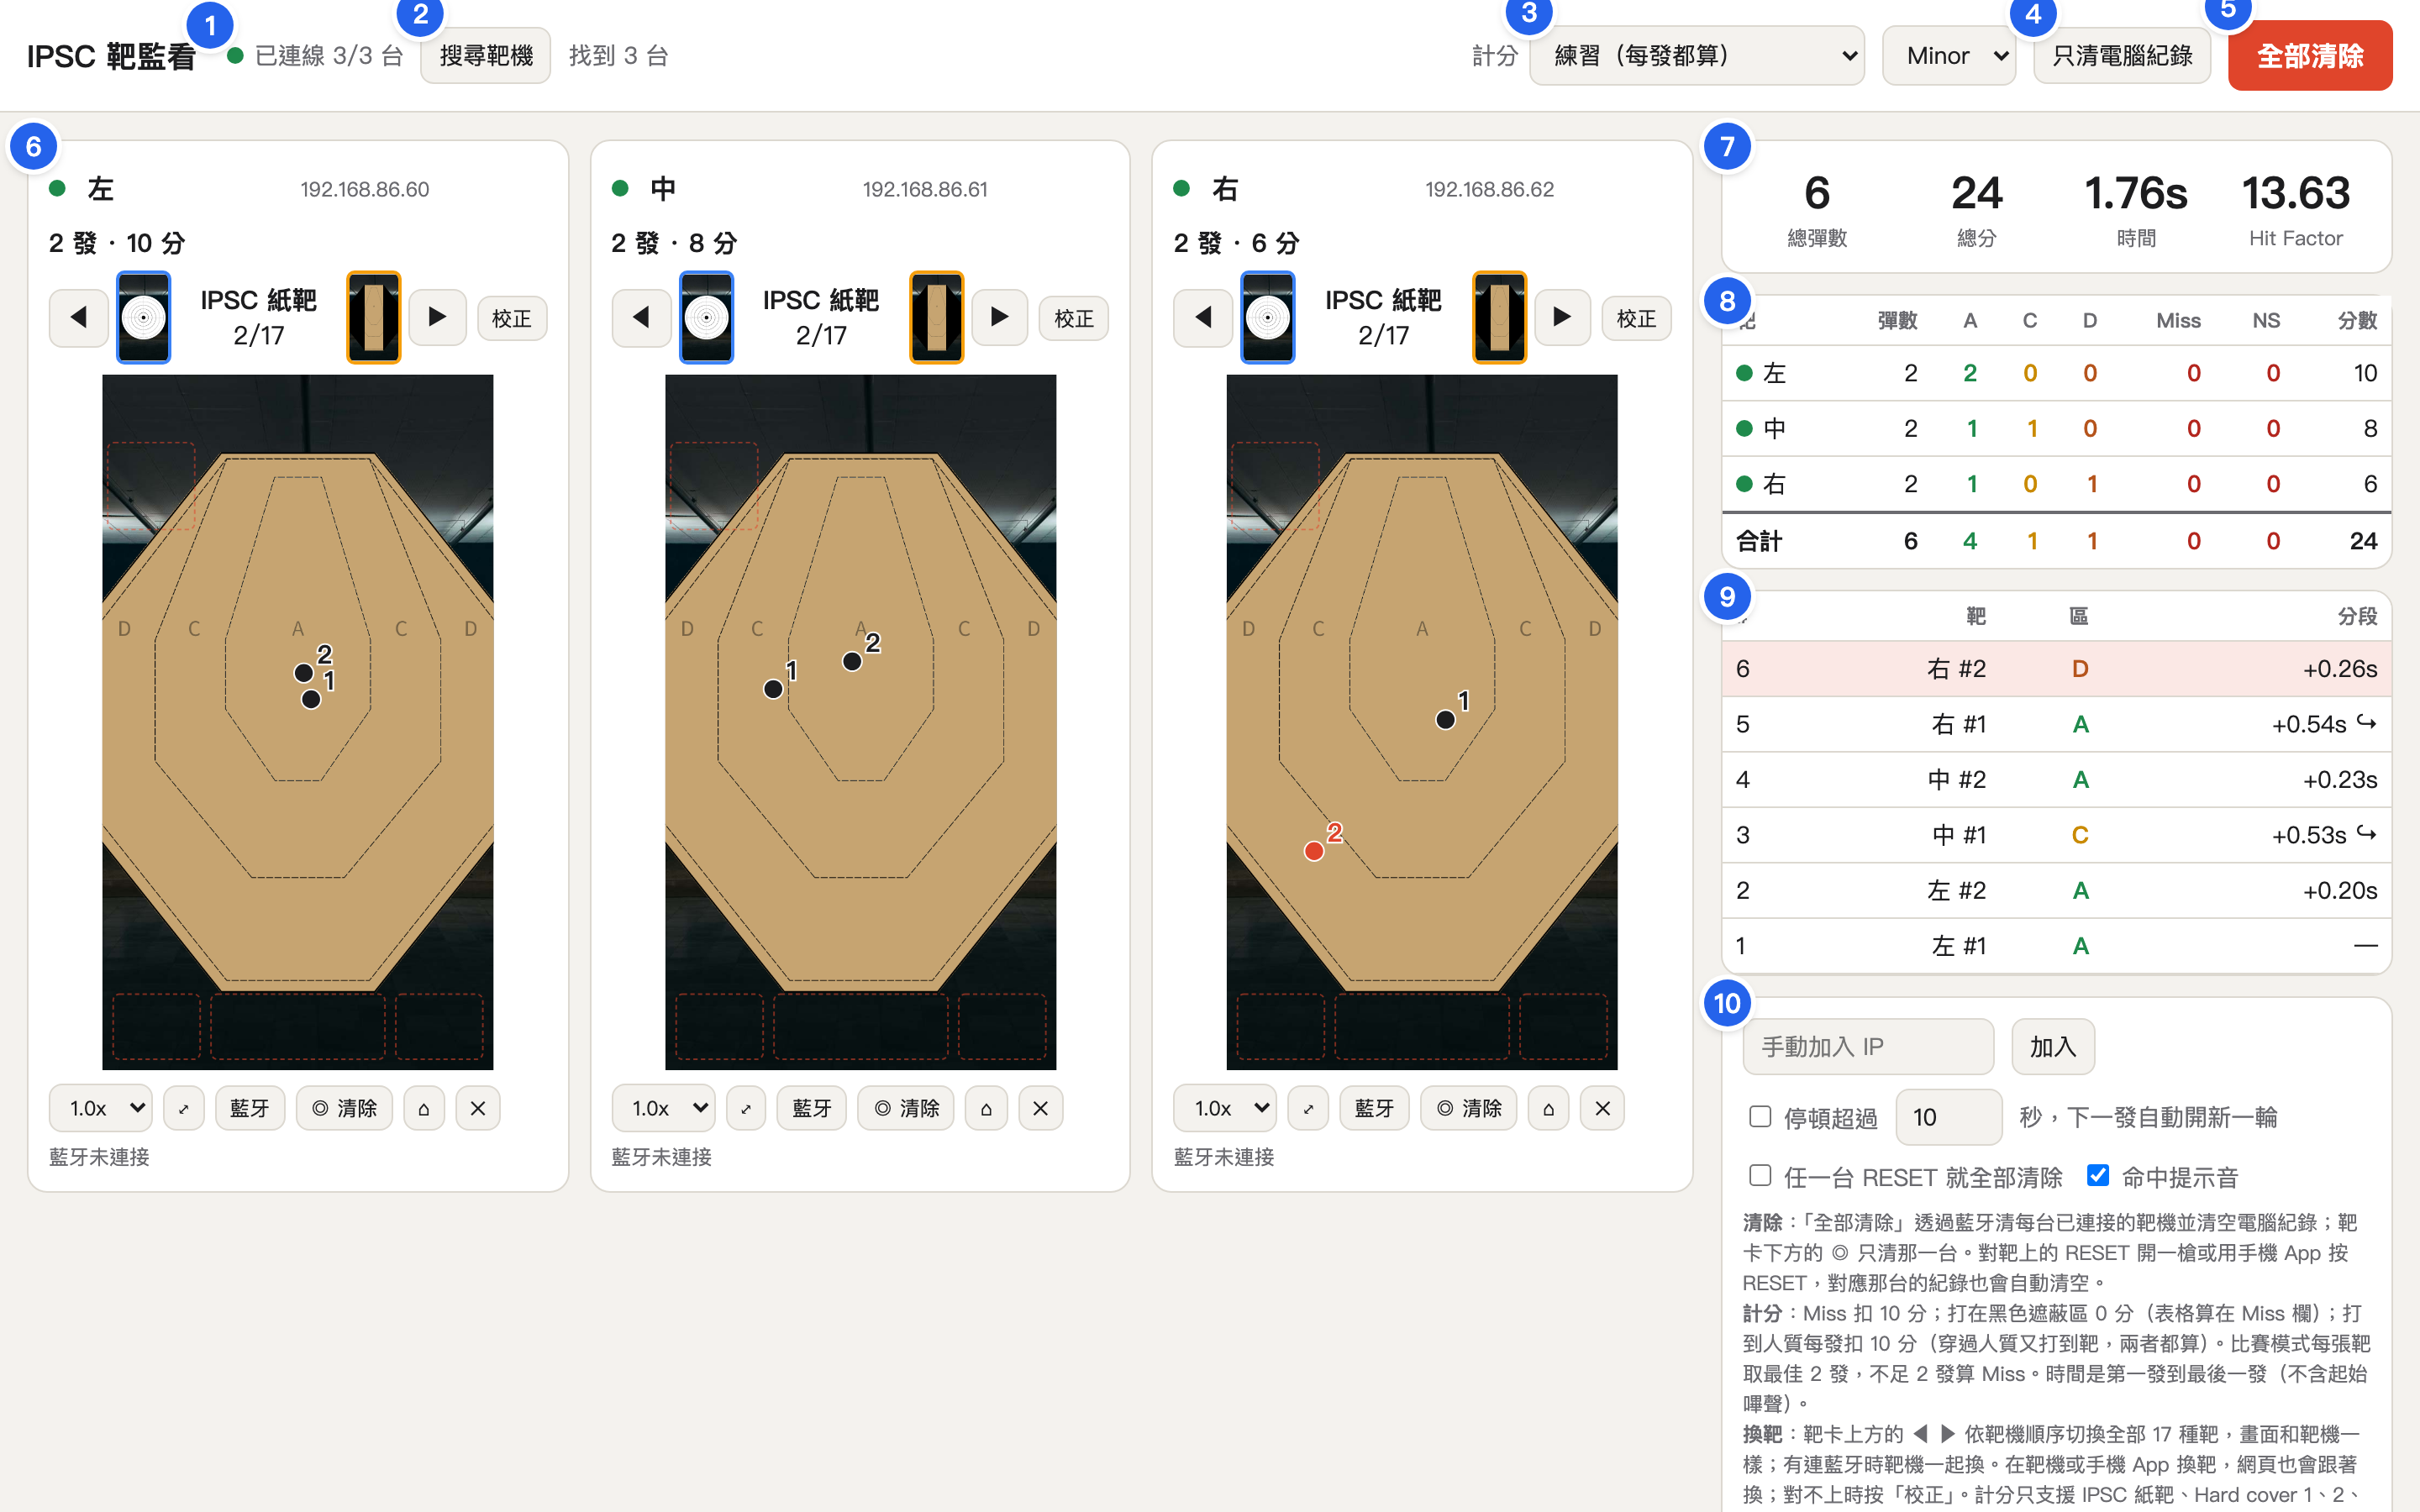 1 2 3 4 5
IPSC 靶監看 已連線 3/3 台 搜尋靶機 找到 3 台 計分 練習（每發都算） Minor 只清電腦紀錄 全部清除
6
左 192.168.86.60
2 發 · 10 分
◀ IPSC 紙靶 ▶ 校正
2/17
D C A C D
2
1
1.0x ⤢ 藍牙 ◎ 清除 ⌂ ✕
藍牙未連接
中 192.168.86.61
2 發 · 8 分
◀ IPSC 紙靶 ▶ 校正
2/17
D C A C D
2
1
1.0x ⤢ 藍牙 ◎ 清除 ⌂ ✕
藍牙未連接
右 192.168.86.62
2 發 · 6 分
◀ IPSC 紙靶 ▶ 校正
2/17
D C A C D
1
2
1.0x ⤢ 藍牙 ◎ 清除 ⌂ ✕
藍牙未連接
7
6 24 1.76s 13.63
總彈數 總分 時間 Hit Factor
8
彈數 A C D Miss NS 分數
左 2 2 0 0 0 0 10
中 2 1 1 0 0 0 8
右 2 1 0 1 0 0 6
合計 6 4 1 1 0 0 24
9
靶 區 分段
6 右 #2 D +0.26s
5 右 #1 A +0.54s ↪
4 中 #2 A +0.23s
3 中 #1 C +0.53s ↪
2 左 #2 A +0.20s
1 左 #1 A —
10
手動加入 IP 加入
停頓超過 10 秒，下一發自動開新一輪
任一台 RESET 就全部清除 命中提示音
清除：「全部清除」透過藍牙清每台已連接的靶機並清空電腦紀錄；靶
卡下方的 ◎ 只清那一台。對靶上的 RESET 開一槍或用手機 App 按
RESET，對應那台的紀錄也會自動清空。
計分：Miss 扣 10 分；打在黑色遮蔽區 0 分（表格算在 Miss 欄）；打
到人質每發扣 10 分（穿過人質又打到靶，兩者都算）。比賽模式每張靶
取最佳 2 發，不足 2 發算 Miss。時間是第一發到最後一發（不含起始
嗶聲）。
換靶：靶卡上方的 ◀ ▶ 依靶機順序切換全部 17 種靶，畫面和靶機一
樣；有連藍牙時靶機一起換。在靶機或手機 App 換靶，網頁也會跟著
換；對不上時按「校正」。計分只支援 IPSC 紙靶、Hard cover 1、2、